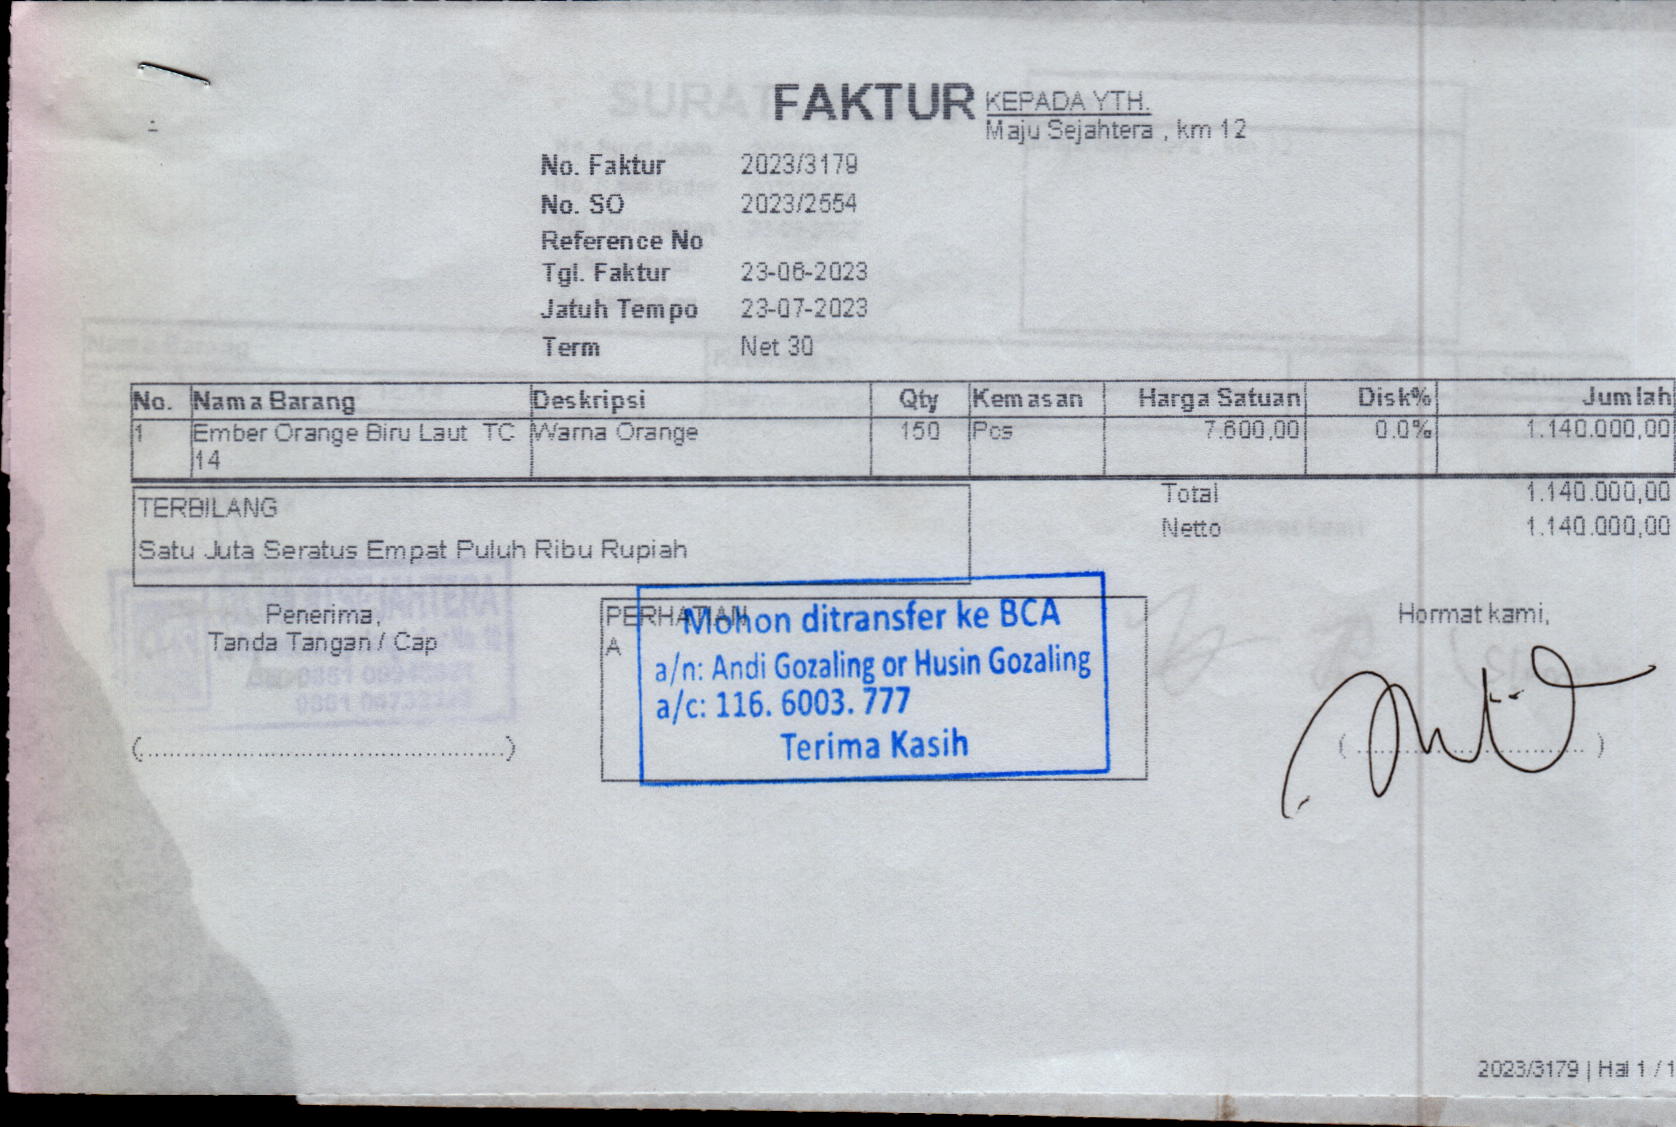 FAKTUR
KEPADA YTH.
Maju Sejahtera , km 12
No. Faktur 2023/3179
No. SO 2023/2554
Reference No
Tgl. Faktur 23-06-2023
Jatuh Tempo 23-07-2023
Term Net 30
No. Nama Barang Deskripsi Qty Kemasan Harga Satuan Disk% Jumlah
1 Ember Orange Biru Laut TC Warna Orange 150 Pcs 7.600,00 0.0% 1.140.000,00
14
Total 1.140.000,00
Netto 1.140.000,00
TERBILANG
Satu Juta Seratus Empat Puluh Ribu Rupiah
Penerima,
Tanda Tangan / Cap
(................................................)
PERHATIAN
A
Mohon ditransfer ke BCA
a/n: Andi Gozaling or Husin Gozaling
a/c: 116. 6003. 777
Terima Kasih
Hormat kami,
2023/3179 | Hal 1 / 1